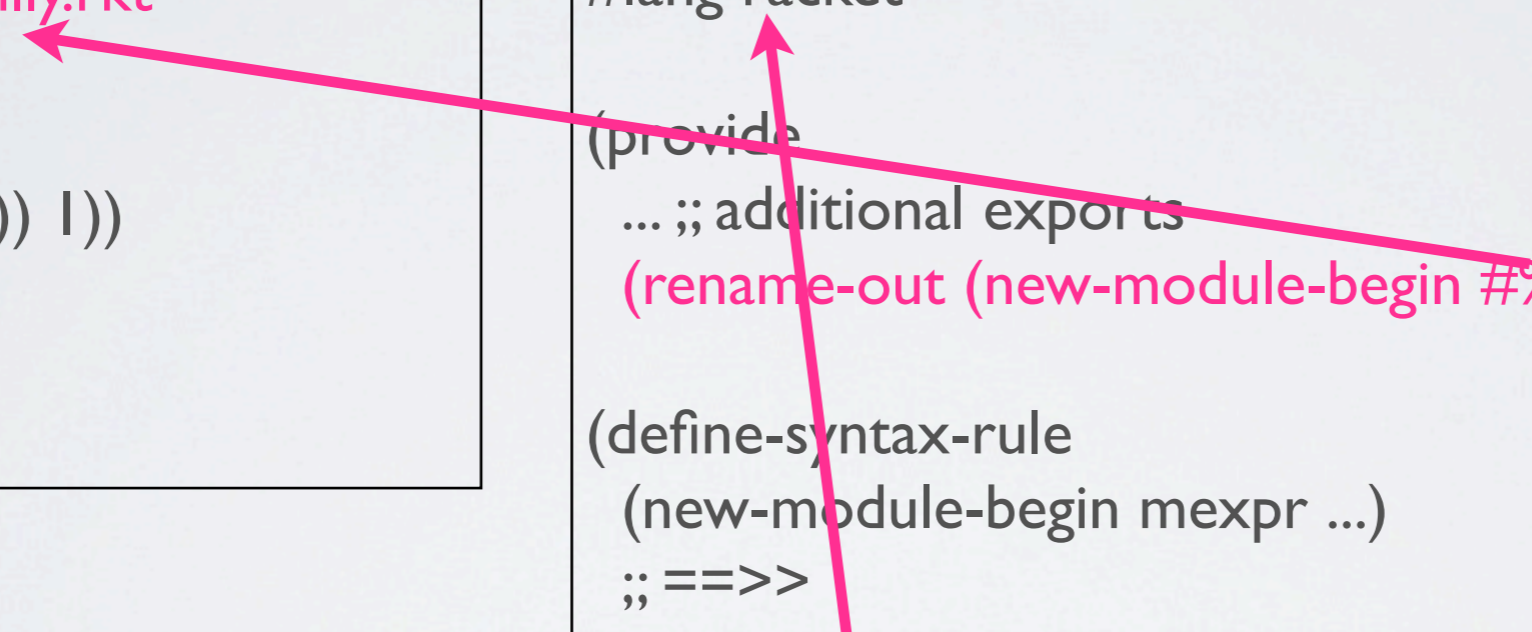 #lang racket
)) 1))
(provide
... ;; additional exports
(rename-out (new-module-begin
(define-syntax-rule
(new-module-begin mexpr ...)
;; ==>>